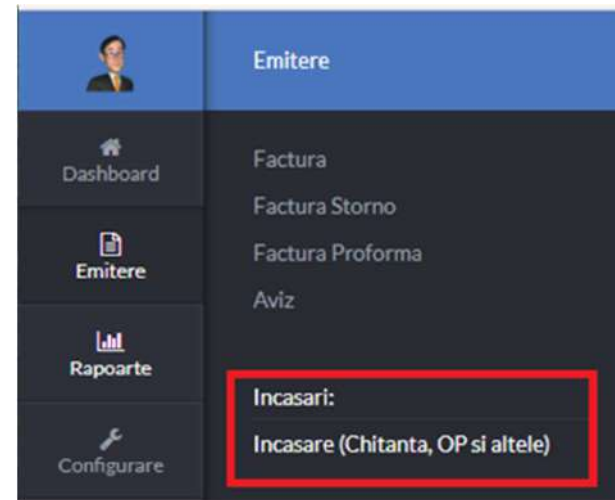 Emitere
Dashboard
Emitere
Rapoarte
Configurare
Factura
Factura Storno
Factura Proforma
Aviz
Incasari:
Incasare (Chitanta, OP si altele)